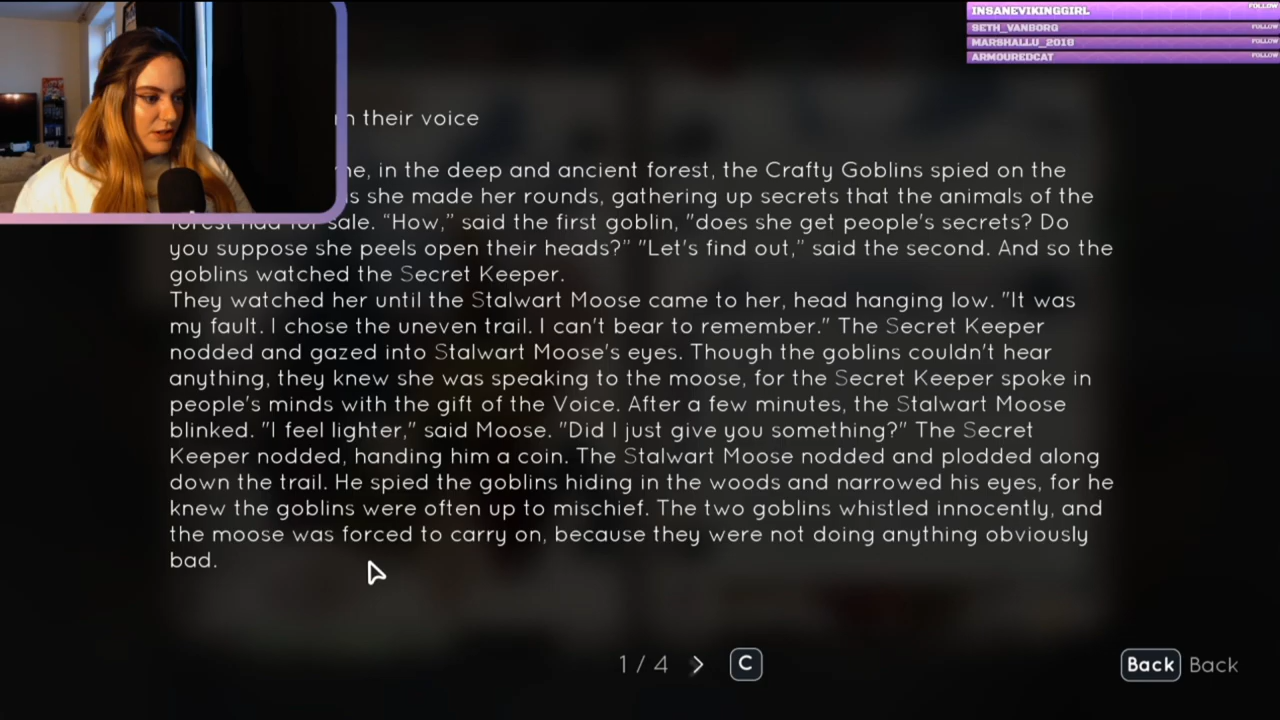 INSANEVIKINGGIRL FOLLOW
SETH_VANBORG FOLLOW
MARSHALLU_2018 FOLLOW
ARMOUREDCAT FOLLOW
their voice
in the deep and ancient forest, the Crafty Goblins spied on the
she made her rounds, gathering up secrets that the animals of the
forest had for sale. “How,” said the first goblin, "does she get people's secrets? Do
you suppose she peels open their heads?" "Let's find out," said the second. And so the
goblins watched the Secret Keeper.
They watched her until the Stalwart Moose came to her, head hanging low. "It was
my fault. I chose the uneven trail. I can't bear to remember." The Secret Keeper
nodded and gazed into Stalwart Moose's eyes. Though the goblins couldn't hear
anything, they knew she was speaking to the moose, for the Secret Keeper spoke in
people's minds with the gift of the Voice. After a few minutes, the Stalwart Moose
blinked. "I feel lighter," said Moose. "Did I just give you something?" The Secret
Keeper nodded, handing him a coin. The Stalwart Moose nodded and plodded along
down the trail. He spied the goblins hiding in the woods and narrowed his eyes, for he
knew the goblins were often up to mischief. The two goblins whistled innocently, and
the moose was forced to carry on, because they were not doing anything obviously
bad.
1 / 4 > C
Back Back